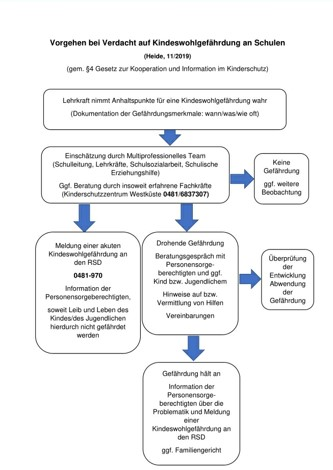 Vorgehen bei Verdacht auf Kindeswohlgefährdung an Schulen
(Heide, 11/2019)
(gem. §4 Gesetz zur Kooperation und Information im Kinderschutz)
Lehrkraft nimmt Anhaltspunkte für eine Kindeswohlgefährdung wahr
(Dokumentation der Gefährdungsmerkmale: wann/was/wie oft)
Einschätzung durch Multiprofessionelles Team
(Schulleitung, Lehrkräfte, Schulsozialarbeit, Schulische
Erziehungshilfe)
Ggf. Beratung durch insoweit erfahrene Fachkräfte
(Kinderschutzzentrum Westküste 0481/6837307)
Keine
Gefährdung
ggf. weitere
Beobachtung
Meldung einer akuten
Kindeswohlgefährdung an
den RSD
0481-970
Information der
Personensorgeberechtigten,
soweit Leib und Leben des
Kindes/des Jugendlichen
hierdurch nicht gefährdet
werden
Drohende Gefährdung
Beratungsgespräch mit
Personensorge-
berechtigten und ggf.
Kind bzw. Jugendlichem
Hinweise auf bzw.
Vermittlung von Hilfen
Vereinbarungen
Überprüfung
der
Entwicklung
Abwendung
der
Gefährdung
Gefährdung hält an
Information der
Personensorge-
berechtigten über die
Problematik und Meldung
einer
Kindeswohlgefährdung an
den RSD
ggf. Familiengericht